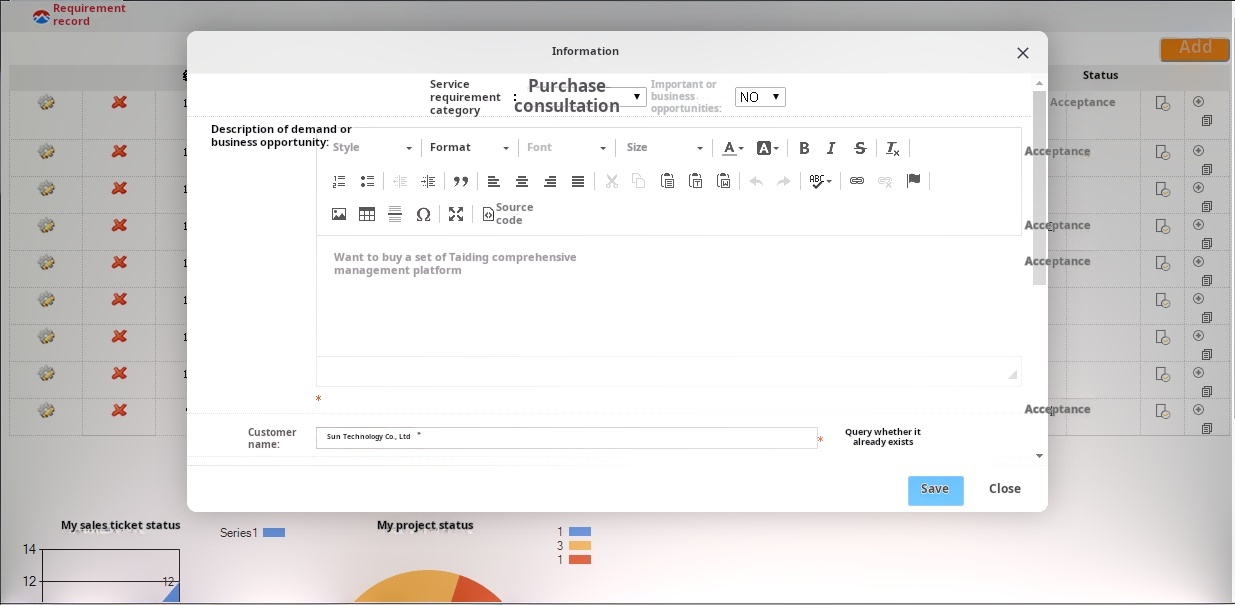 Requirement
record
Add
Information
Status
Service
requirement
category
:
Purchase
consultation
Important or
business
opportunities:
NO
Acceptance
Description of demand or
business opportunity:
Style
Format
Font
Size
Acceptance
ABC
Source
code
Acceptance
Want to buy a set of Taiding comprehensive
management platform
Acceptance
*
Acceptance
Customer
name:
Sun Technology Co., Ltd
*
Query whether it
already exists
Save
Close
My sales ticket status
Series1
My project status
1
3
1
14
12
12